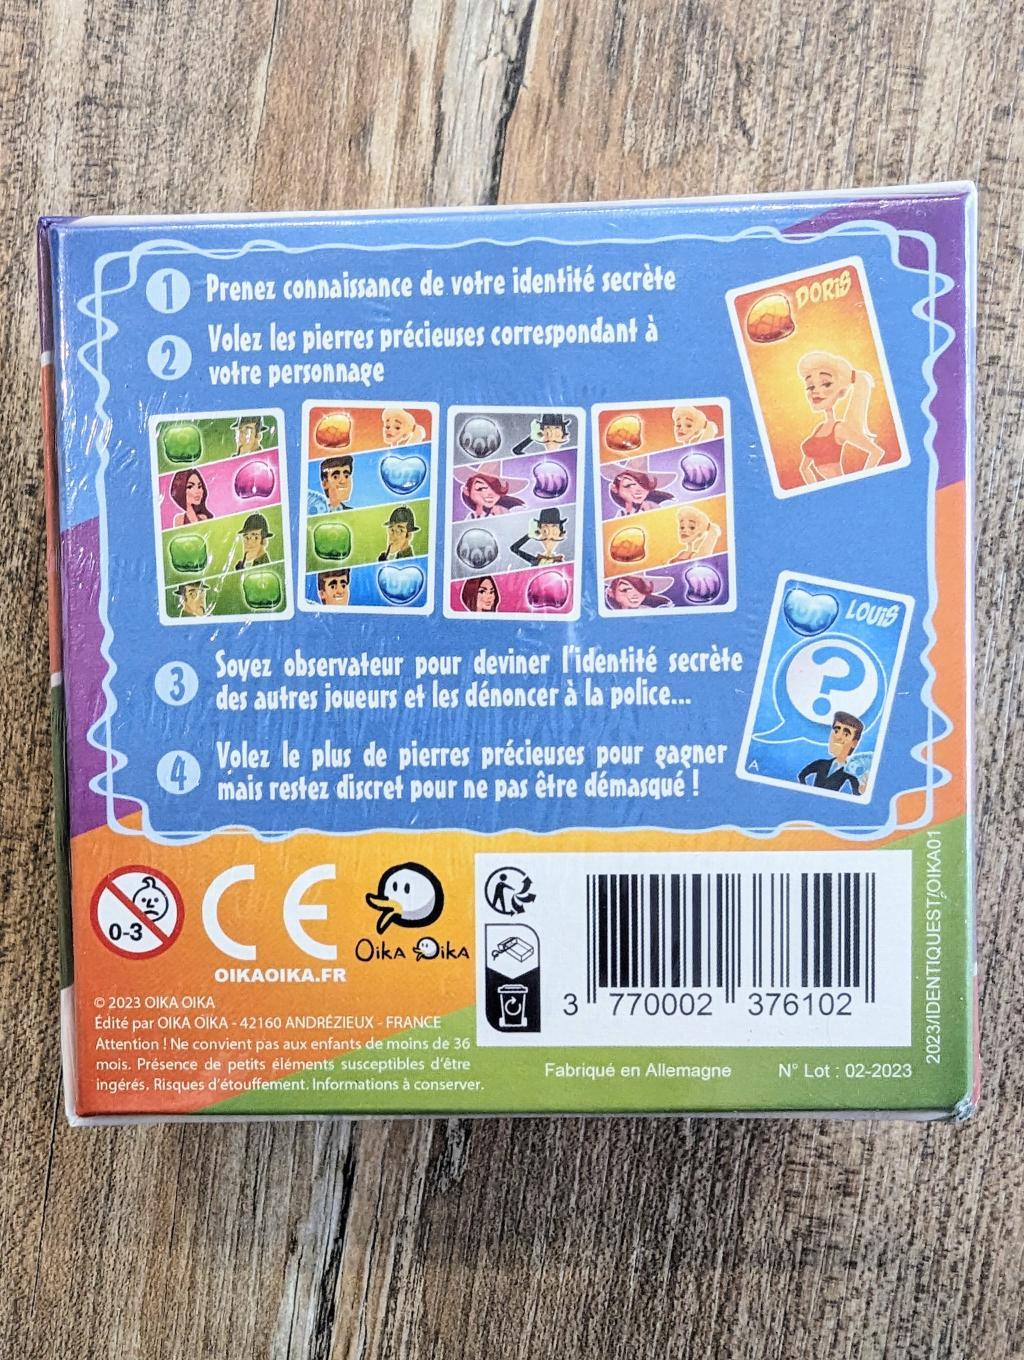 1 Prenez connaissance de votre identité secrète
2 Volez les pierres précieuses correspondant à
votre personnage
DORIS
3 Soyez observateur pour deviner l'identité secrète
des autres joueurs et les dénoncer à la police...
LOUIS
?
A
4 Volez le plus de pierres précieuses pour gagner
mais restez discret pour ne pas être démasqué !
0-3
CE
OIKA OIKA
OIKAOIKA.FR
© 2023 OIKA OIKA
Édité par OIKA OIKA - 42160 ANDRÉZIEUX - FRANCE
Attention ! Ne convient pas aux enfants de moins de 36
mois. Présence de petits éléments susceptibles d'être
ingérés. Risques d'étouffement. Informations à conserver.
3 770002 376102
Fabriqué en Allemagne
N° Lot : 02-2023
2023/IDENTIQUEST/OIKA01